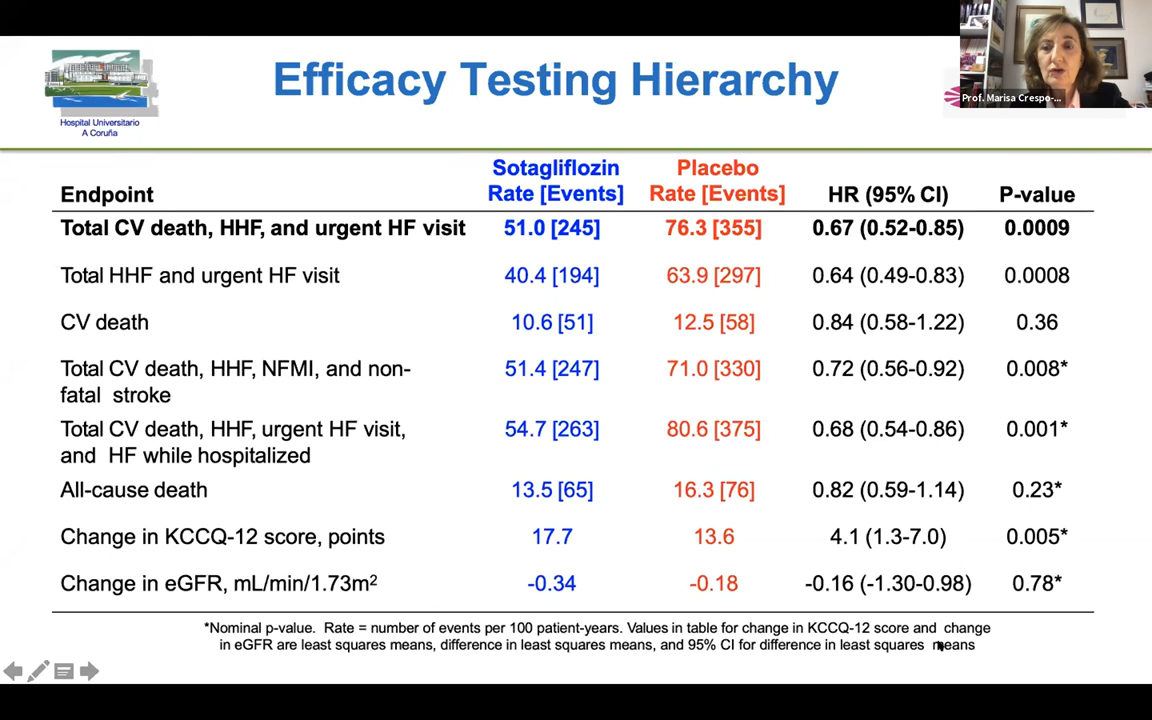 Efficacy Testing Hierarchy
Hospital Universitario
A Coruña
Prof. Marisa Crespo-...
Sotagliflozin Placebo
Endpoint Rate [Events] Rate [Events] HR (95% CI) P-value
Total CV death, HHF, and urgent HF visit 51.0 [245] 76.3 [355] 0.67 (0.52-0.85) 0.0009
Total HHF and urgent HF visit 40.4 [194] 63.9 [297] 0.64 (0.49-0.83) 0.0008
CV death 10.6 [51] 12.5 [58] 0.84 (0.58-1.22) 0.36
Total CV death, HHF, NFMI, and non- 51.4 [247] 71.0 [330] 0.72 (0.56-0.92) 0.008*
fatal stroke
Total CV death, HHF, urgent HF visit, 54.7 [263] 80.6 [375] 0.68 (0.54-0.86) 0.001*
and HF while hospitalized
All-cause death 13.5 [65] 16.3 [76] 0.82 (0.59-1.14) 0.23*
Change in KCCQ-12 score, points 17.7 13.6 4.1 (1.3-7.0) 0.005*
Change in eGFR, mL/min/1.73m² -0.34 -0.18 -0.16 (-1.30-0.98) 0.78*
*Nominal p-value. Rate = number of events per 100 patient-years. Values in table for change in KCCQ-12 score and change
in eGFR are least squares means, difference in least squares means, and 95% CI for difference in least squares means